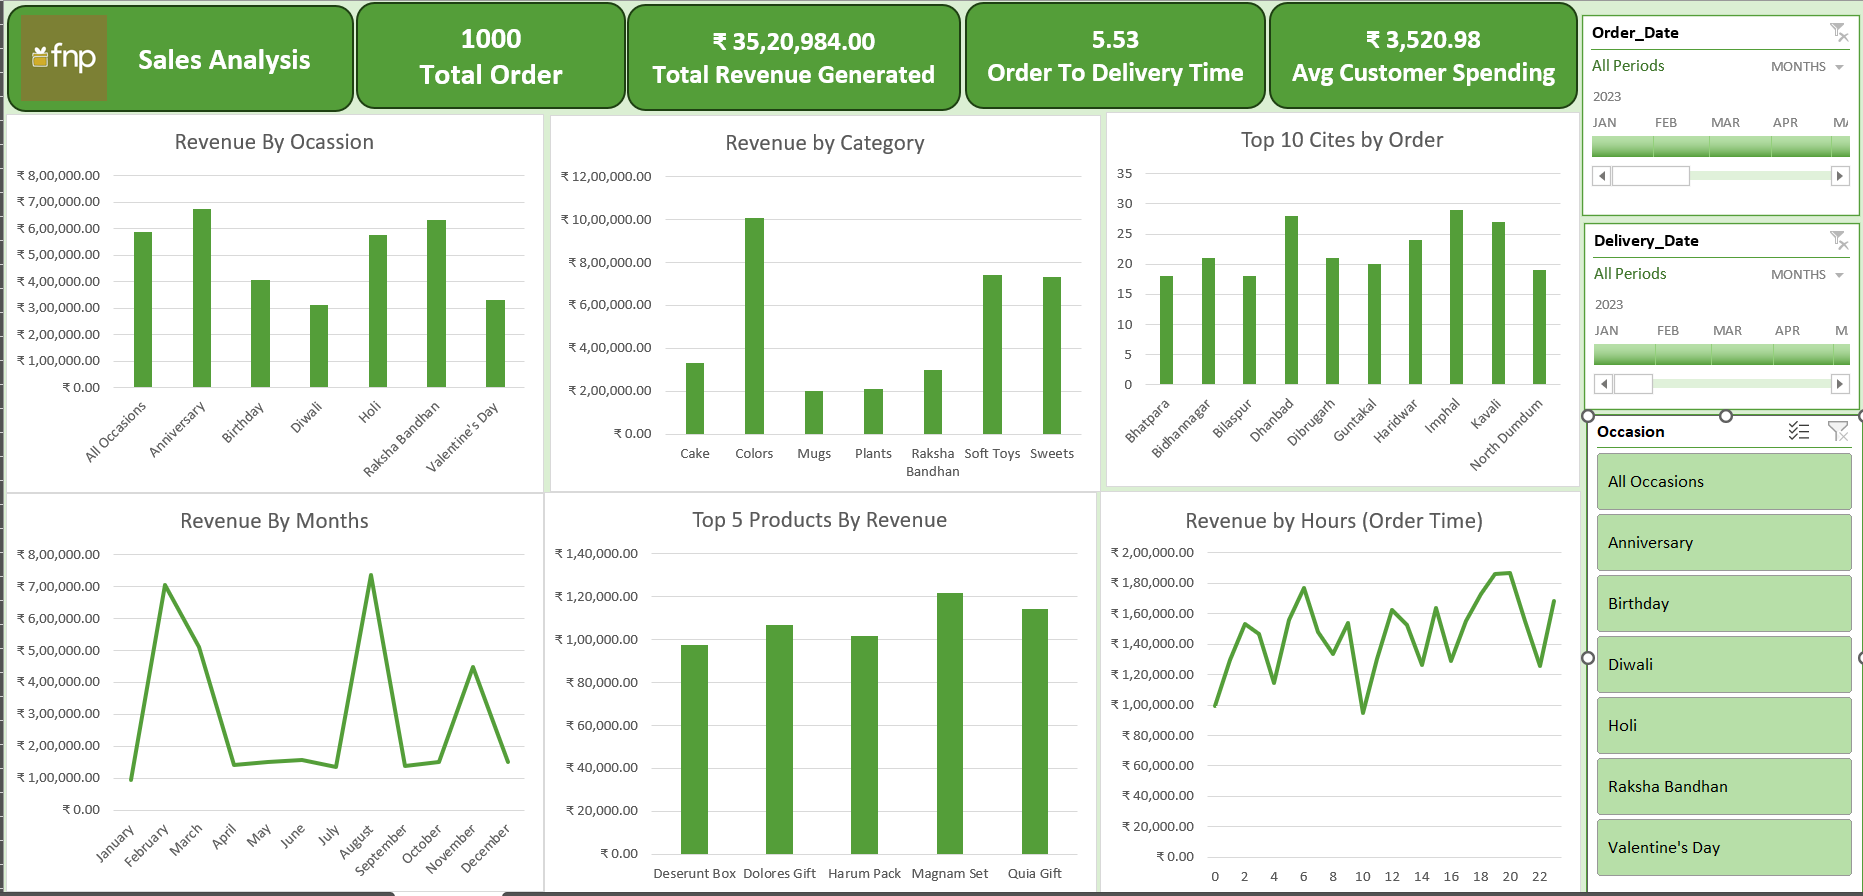 fnp
Sales Analysis
1000
Total Order
₹ 35,20,984.00
Total Revenue Generated
5.53
Order To Delivery Time
₹ 3,520.98
Avg Customer Spending
Revenue By Ocassion
₹ 8,00,000.00
₹ 7,00,000.00
₹ 6,00,000.00
₹ 5,00,000.00
₹ 4,00,000.00
₹ 3,00,000.00
₹ 2,00,000.00
₹ 1,00,000.00
₹ 0.00
All Occasions
Anniversary
Birthday
Diwali
Holi
Raksha Bandhan
Valentine's Day
Revenue by Category
₹ 12,00,000.00
₹ 10,00,000.00
₹ 8,00,000.00
₹ 6,00,000.00
₹ 4,00,000.00
₹ 2,00,000.00
₹ 0.00
Cake
Colors
Mugs
Plants
Raksha
Bandhan
Soft Toys
Sweets
Top 10 Cites by Order
35
30
25
20
15
10
5
0
Bhatpara
Bidhannagar
Bilaspur
Dhanbad
Dibrugarh
Guntakal
Haridwar
Imphal
Kavali
North Dumdum
Revenue By Months
₹ 8,00,000.00
₹ 7,00,000.00
₹ 6,00,000.00
₹ 5,00,000.00
₹ 4,00,000.00
₹ 3,00,000.00
₹ 2,00,000.00
₹ 1,00,000.00
₹ 0.00
January
February
March
April
May
June
July
August
September
October
November
December
Top 5 Products By Revenue
₹ 1,40,000.00
₹ 1,20,000.00
₹ 1,00,000.00
₹ 80,000.00
₹ 60,000.00
₹ 40,000.00
₹ 20,000.00
₹ 0.00
Deserunt Box
Dolores Gift
Harum Pack
Magnam Set
Quia Gift
Revenue by Hours (Order Time)
₹ 2,00,000.00
₹ 1,80,000.00
₹ 1,60,000.00
₹ 1,40,000.00
₹ 1,20,000.00
₹ 1,00,000.00
₹ 80,000.00
₹ 60,000.00
₹ 40,000.00
₹ 20,000.00
₹ 0.00
0 2 4 6 8 10 12 14 16 18 20 22
Order_Date
All Periods
MONTHS
2023
JAN FEB MAR APR MA
Delivery_Date
All Periods
MONTHS
2023
JAN FEB MAR APR M
Occasion
All Occasions
Anniversary
Birthday
Diwali
Holi
Raksha Bandhan
Valentine's Day